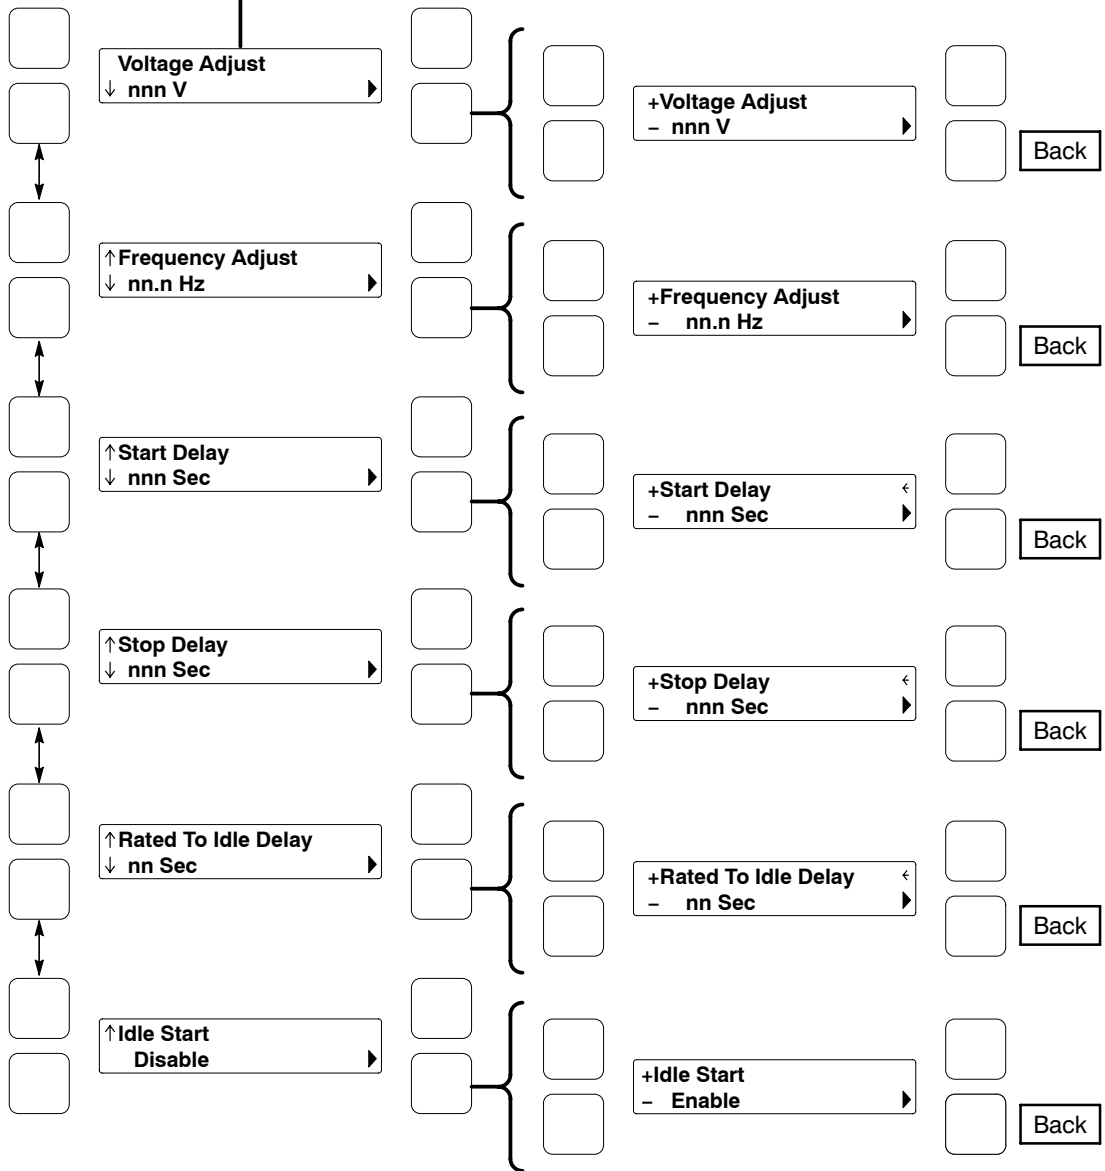 Voltage Adjust
↓ nnn V
+Voltage Adjust
– nnn V
Back
↑Frequency Adjust
↓ nn.n Hz
+Frequency Adjust
– nn.n Hz
Back
↑Start Delay
↓ nnn Sec
+Start Delay ←
– nnn Sec
Back
↑Stop Delay
↓ nnn Sec
+Stop Delay ←
– nnn Sec
Back
↑Rated To Idle Delay
↓ nn Sec
+Rated To Idle Delay ←
– nn Sec
Back
↑Idle Start
Disable
+Idle Start
– Enable
Back